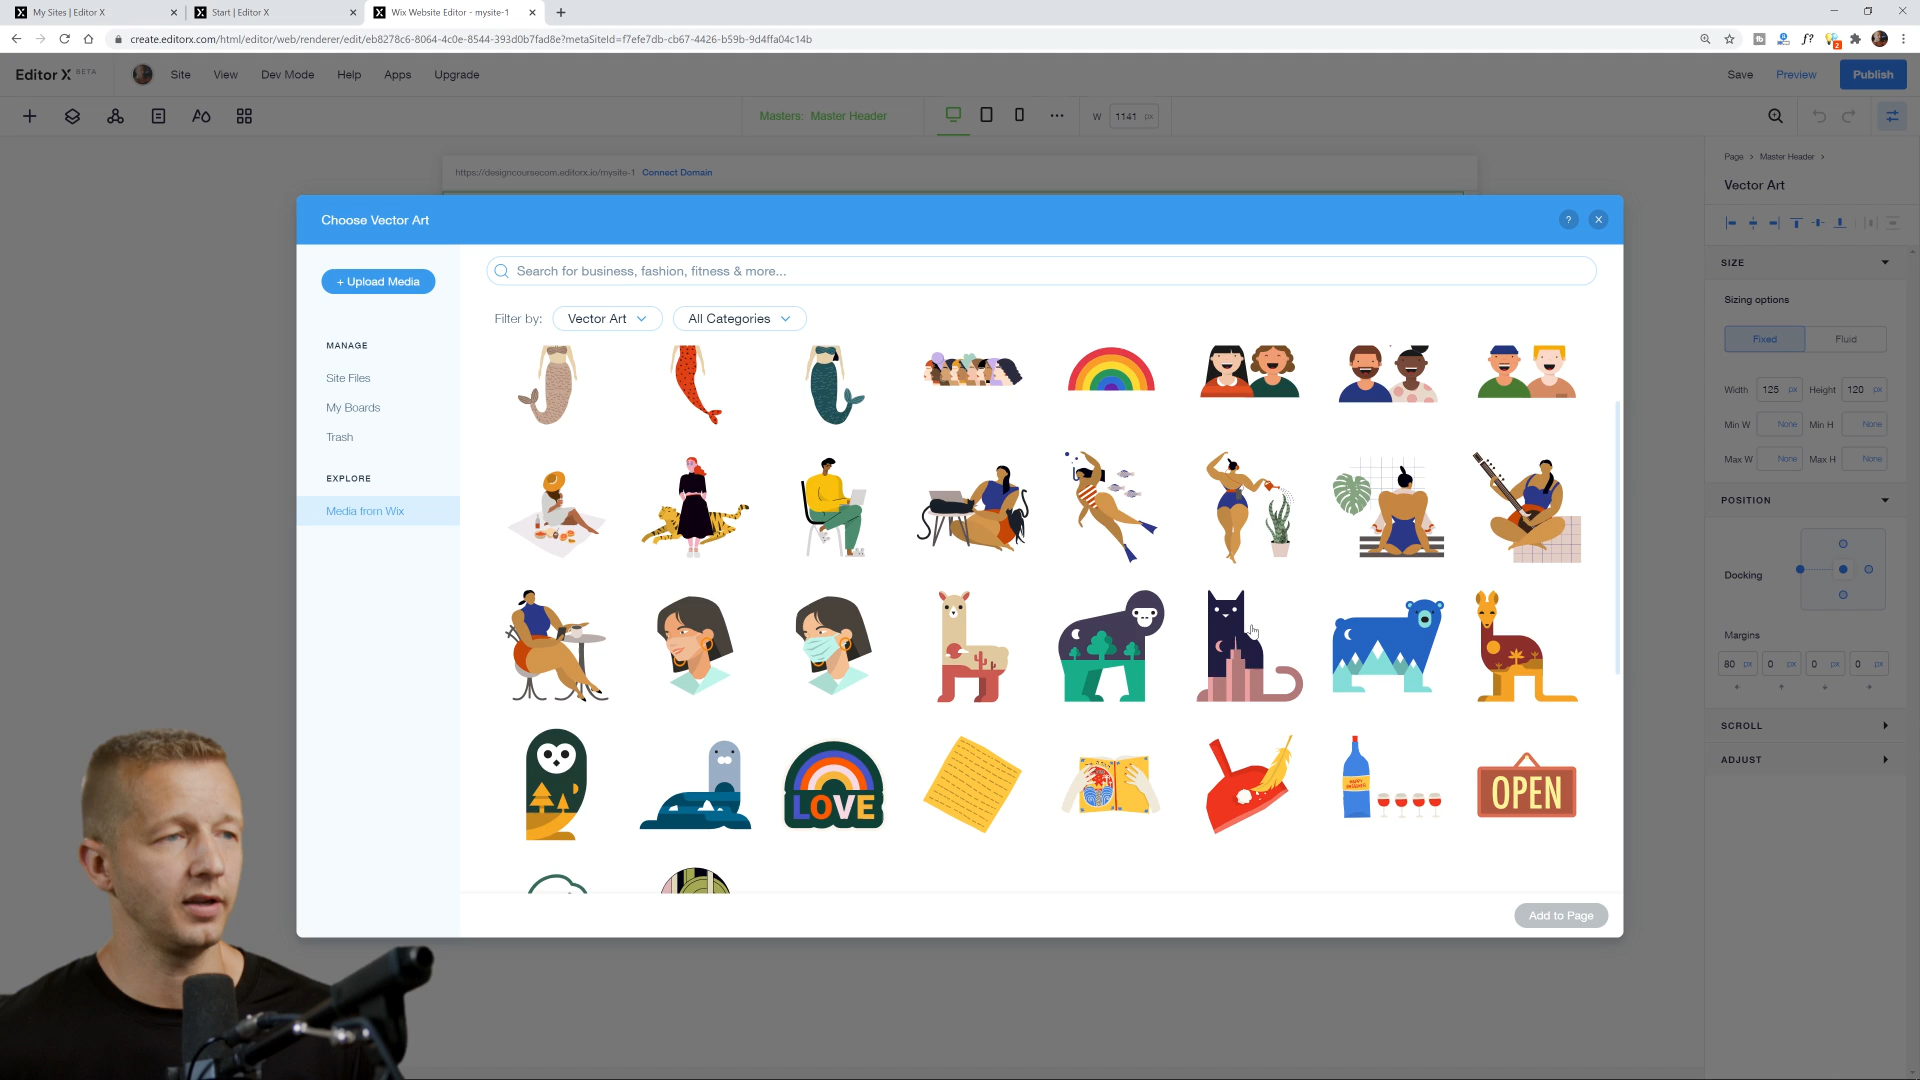 My Sites | Editor X
Start | Editor X
Wix Website Editor - mysite-1
create.editorx.com/html/editor/web/renderer/edit/eb8278c6-8064-4c0e-8544-393d0b7fad8e?metaSiteId=f7efe7db-cb67-4426-b59b-9d4ffa04c14b
Editor X BETA
Site
View
Dev Mode
Help
Apps
Upgrade
Save
Preview
Publish
Masters: Master Header
W 1141 px
https://designcoursecom.editorx.io/mysite-1 Connect Domain
Page > Master Header >
Vector Art
Choose Vector Art
+ Upload Media
Search for business, fashion, fitness & more...
Filter by:
Vector Art
All Categories
MANAGE
Site Files
My Boards
Trash
EXPLORE
Media from Wix
LOVE
OPEN
Add to Page
SIZE
Sizing options
Fixed
Fluid
Width 125 px Height 120 px
Min W None Min H None
Max W None Max H None
POSITION
Docking
Margins
80 px 0 px 0 px 0 px
SCROLL
ADJUST